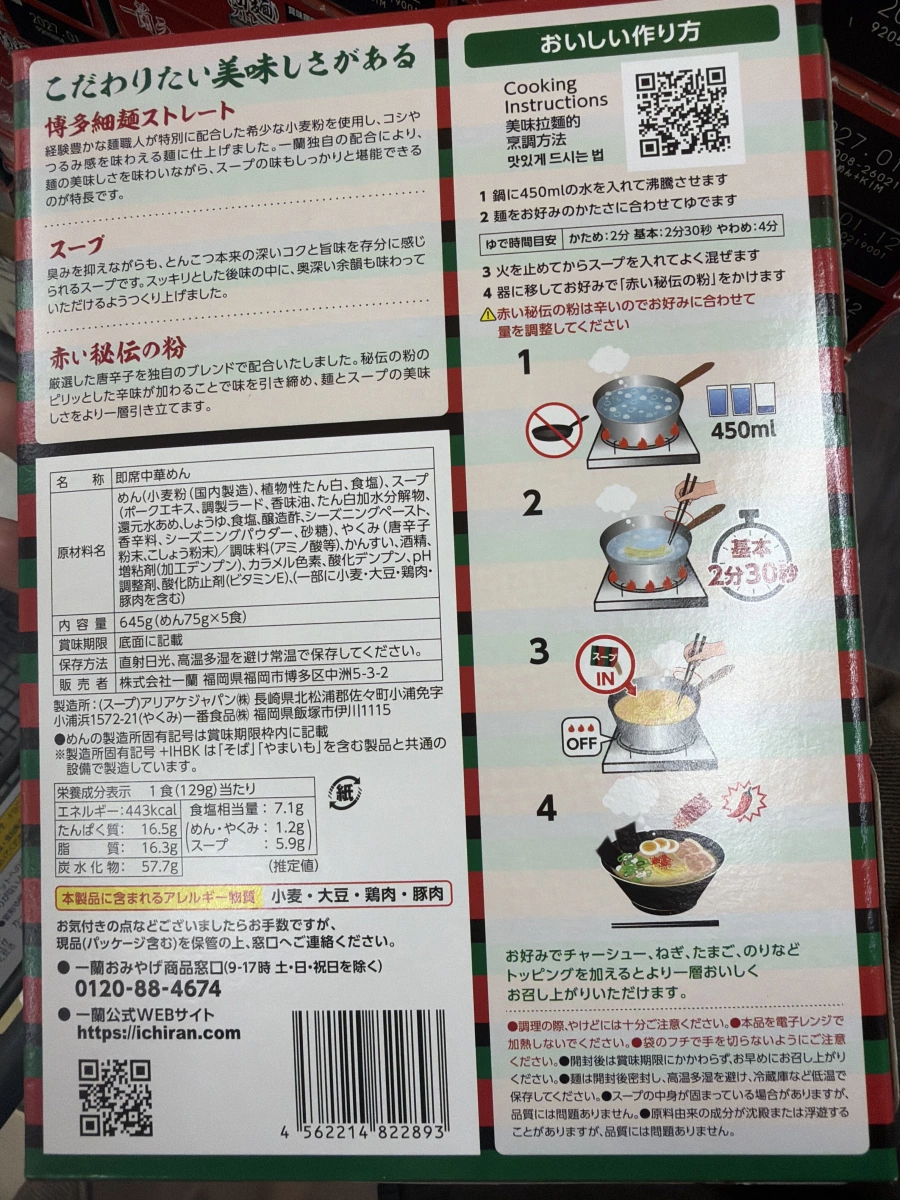 こだわりたい美味しさがある
博多細麺ストレート
経験豊かな麺職人が特別に配合した希少な小麦粉を使用し、コシや
つるみ感を味わえる麺に仕上げました。一蘭独自の配合により、
麺の美味しさを味わいながら、スープの味もしっかりと堪能できる
のが特長です。
スープ
臭みを抑えながらも、とんこつ本来の深いコクと旨味を存分に感じ
られるスープです。スッキリとした後味の中に、奥深い余韻も味わって
いただけるようつくり上げました。
赤い秘伝の粉
厳選した唐辛子を独自のブレンドで配合いたしました。秘伝の粉の
ピリッとした辛味が加わることで味を引き締め、麺とスープの美味
しさをより一層引き立てます。
名 称 即席中華めん
原材料名 めん(小麦粉(国内製造)、植物性たん白、食塩)、スープ
(ポークエキス、調製ラード、香味油、たん白加水分解物、
還元水あめ、しょうゆ、食塩、醸造酢、シーズニングペースト、
香辛料、シーズニングパウダー、砂糖)、やくみ(唐辛子
粉末、こしょう粉末)/調味料(アミノ酸等)、かんすい、酒精、
増粘剤(加工デンプン)、カラメル色素、酸化デンプン、pH
調整剤、酸化防止剤(ビタミンE)、(一部に小麦・大豆・鶏肉・
豚肉を含む)
内容量 645g(めん75g×5食)
賞味期限 底面に記載
保存方法 直射日光、高温多湿を避け常温で保存してください。
販売者 株式会社一蘭 福岡県福岡市博多区中洲5-3-2
製造所:(スープ)アリアケジャパン㈱ 長崎県北松浦郡佐々町小浦免字
小浦浜1572-21(やくみ)一番食品㈱ 福岡県飯塚市伊川1115
●めんの製造所固有記号は賞味期限枠内に記載
※製造所固有記号 +IHBK は「そば」「やまいも」を含む製品と共通の
設備で製造しています。
栄養成分表示 1食(129g)当たり
エネルギー:443kcal 食塩相当量:7.1g
たんぱく質: 16.5g (めん・やくみ:1.2g
脂 質: 16.3g スープ :5.9g)
炭水化物: 57.7g (推定値)
紙
本製品に含まれるアレルギー物質 小麦・大豆・鶏肉・豚肉
お気付きの点などございましたらお手数ですが、
現品(パッケージ含む)を保管の上、窓口へご連絡ください。
● 一蘭おみやげ商品窓口(9-17時 土・日・祝日を除く)
0120-88-4674
● 一蘭公式WEBサイト
https://ichiran.com
4 562214 822893
おいしい作り方
Cooking
Instructions
美味拉麵的
烹調方法
맛있게 드시는 법
1 鍋に450mlの水を入れて沸騰させます
2 麺をお好みのかたさに合わせてゆでます
ゆで時間目安 かため:2分 基本:2分30秒 やわめ:4分
3 火を止めてからスープを入れてよく混ぜます
4 器に移してお好みで「赤い秘伝の粉」をかけます
⚠赤い秘伝の粉は辛いのでお好みに合わせて
量を調整してください
1
450ml
2
基本
2分30秒
3
スープ
IN
OFF
4
お好みでチャーシュー、ねぎ、たまご、のりなど
トッピングを加えるとより一層おいしく
お召し上がりいただけます。
●調理の際、やけどには十分ご注意ください。●本品を電子レンジで
加熱しないでください。●袋のフチで手を切らないようにご注意
ください。●開封後は賞味期限にかかわらず、お早めにお召し上がり
ください。●麺は開封後密封し、高温多湿を避け、冷蔵庫など低温で
保存してください。●スープの中身が固まっている場合がありますが、
品質には問題ありません。●原料由来の成分が沈殿または浮遊する
ことがありますが、品質には問題ありません。